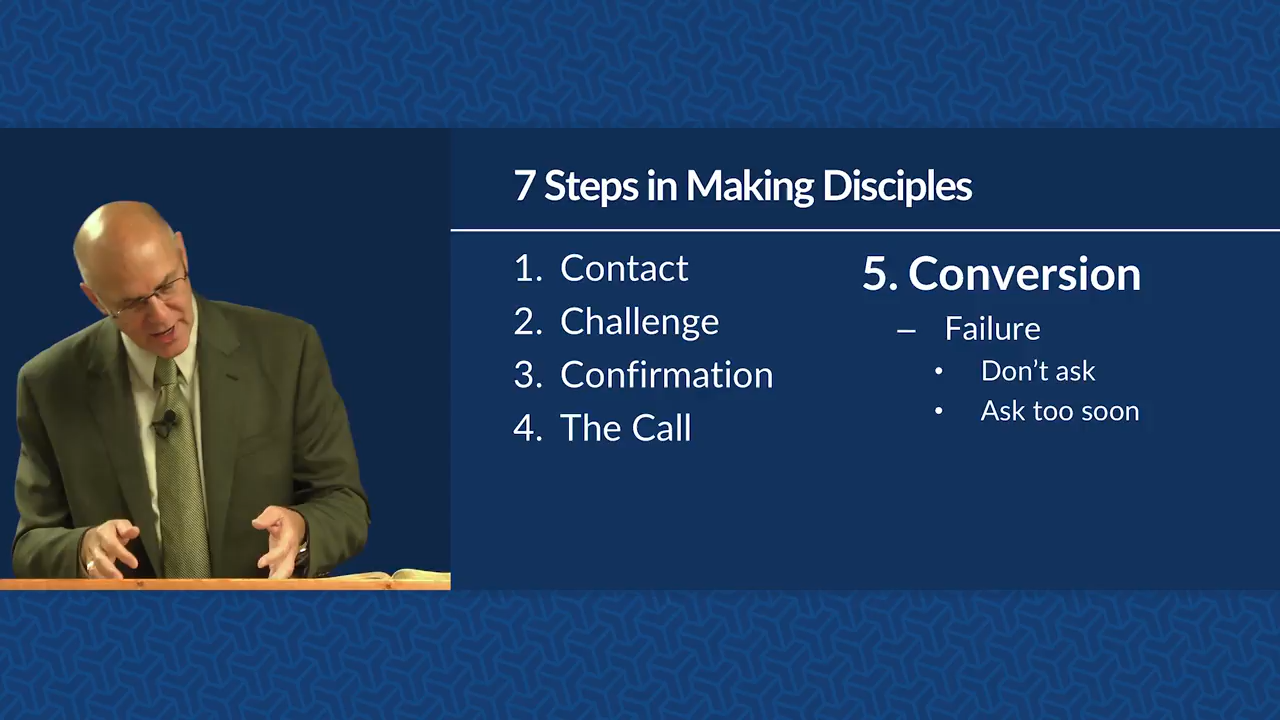 7 Steps in Making Disciples
1. Contact
2. Challenge
3. Confirmation
4. The Call
5. Conversion
– Failure
• Don’t ask
• Ask too soon